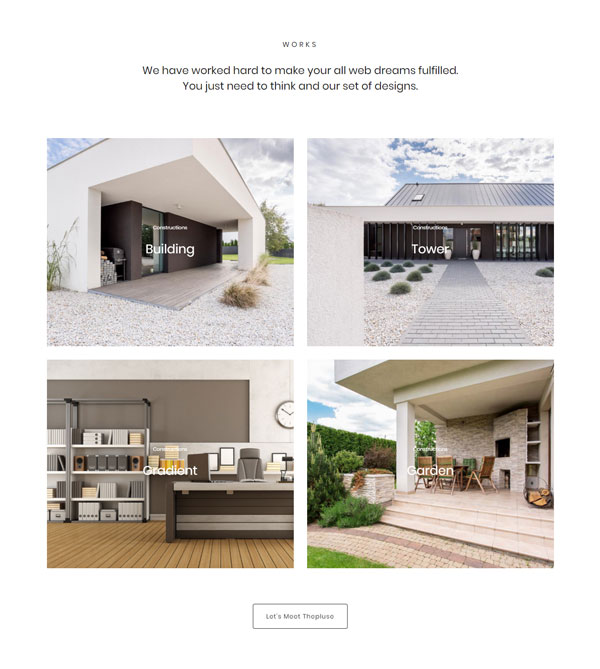 WORKS
We have worked hard to make your all web dreams fulfilled.
You just need to think and our set of designs.
Constructions
Building
Constructions
Tower
Constructions
Gradient
Constructions
Garden
Let's Meet Thepluse